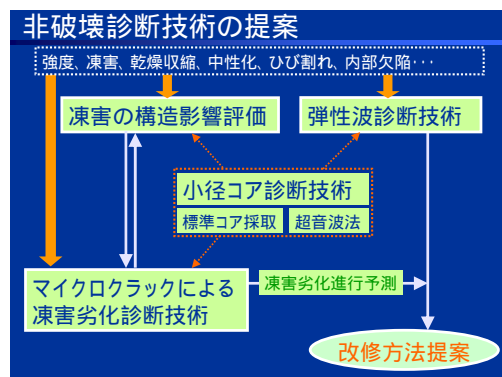 非破壊診断技術の提案
強度、凍害、乾燥収縮、中性化、ひび割れ、内部欠陥･･･
凍害の構造影響評価
弾性波診断技術
小径コア診断技術
標準コア採取
超音波法
マイクロクラックによる
凍害劣化診断技術
凍害劣化進行予測
改修方法提案